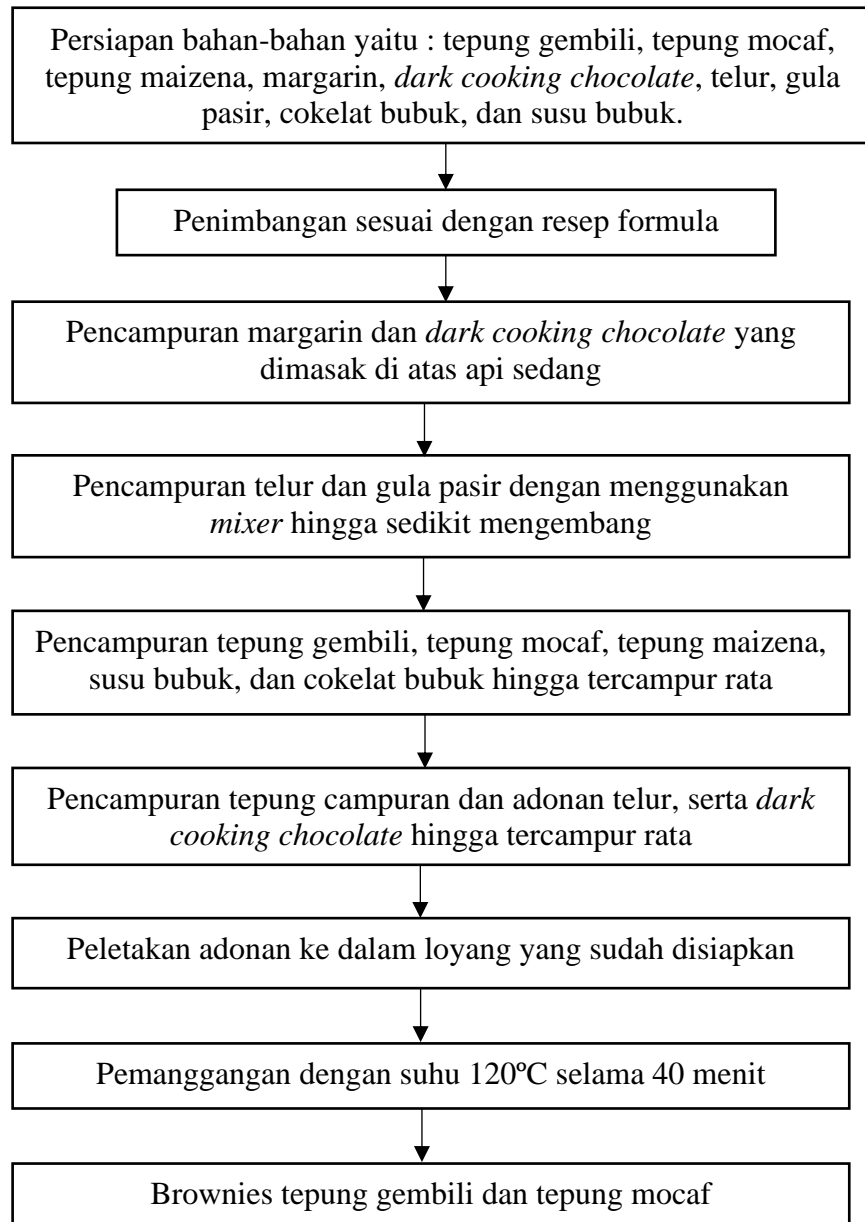 Persiapan bahan-bahan yaitu : tepung gembili, tepung mocaf,
tepung maizena, margarin, dark cooking chocolate, telur, gula
pasir, cokelat bubuk, dan susu bubuk.
Penimbangan sesuai dengan resep formula
Pencampuran margarin dan dark cooking chocolate yang
dimasak di atas api sedang
Pencampuran telur dan gula pasir dengan menggunakan
mixer hingga sedikit mengembang
Pencampuran tepung gembili, tepung mocaf, tepung maizena,
susu bubuk, dan cokelat bubuk hingga tercampur rata
Pencampuran tepung campuran dan adonan telur, serta dark
cooking chocolate hingga tercampur rata
Peletakan adonan ke dalam loyang yang sudah disiapkan
Pemanggangan dengan suhu 120ºC selama 40 menit
Brownies tepung gembili dan tepung mocaf